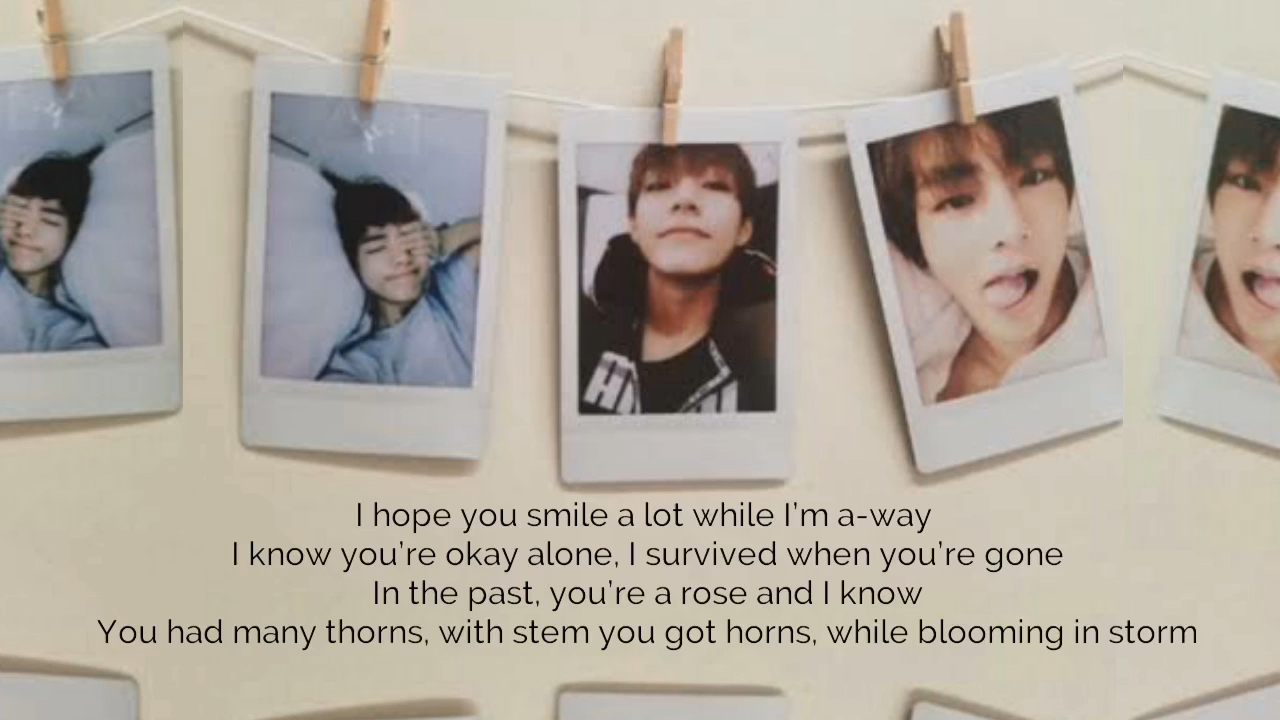 I hope you smile a lot while I'm a-way
I know you're okay alone, I survived when you're gone
In the past, you're a rose and I know
You had many thorns, with stem you got horns, while blooming in storm